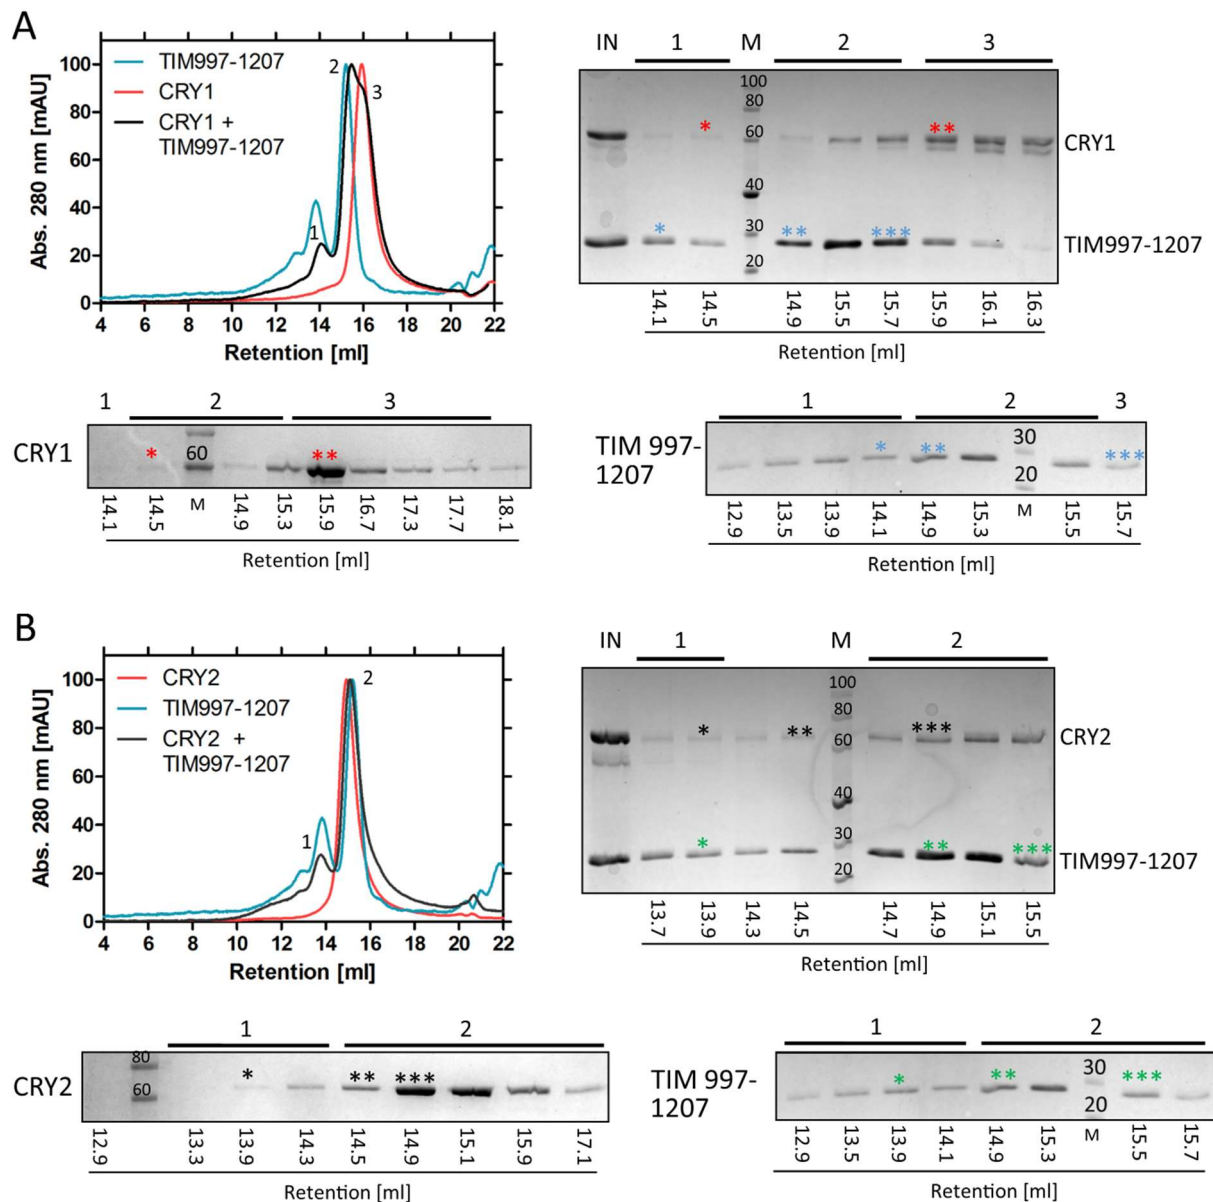 A
TIM997-1207
CRY1
CRY1 +
TIM997-1207
1
2
3
100
80
60
40
20
0
Abs. 280 nm [mAU]
4 6 8 10 12 14 16 18 20 22
Retention [ml]
IN 1 M 2 3
100
80
60
40
30
20
* * ** *** **
CRY1
TIM997-1207
14.1 14.5 14.9 15.5 15.7 15.9 16.1 16.3
Retention [ml]
1 2 3
CRY1
* 60 **
14.1 14.5 M 14.9 15.3 15.9 16.7 17.3 17.7 18.1
Retention [ml]
1 2 3
TIM 997-
1207
* ** 30 20 ***
12.9 13.5 13.9 14.1 14.9 15.3 M 15.5 15.7
Retention [ml]
B
CRY2
TIM997-1207
CRY2 +
TIM997-1207
1
2
100
80
60
40
20
0
Abs. 280 nm [mAU]
4 6 8 10 12 14 16 18 20 22
Retention [ml]
IN 1 M 2
100
80
60
40
30
20
* ** ***
CRY2
* ** ***
TIM997-1207
13.7 13.9 14.3 14.5 14.7 14.9 15.1 15.5
Retention [ml]
1 2
CRY2
80
60
* ** ***
12.9 13.3 13.9 14.3 14.5 14.9 15.1 15.9 17.1
Retention [ml]
1 2
TIM 997-
1207
* ** 30 20 ***
12.9 13.5 13.9 14.1 14.9 15.3 M 15.5 15.7
Retention [ml]